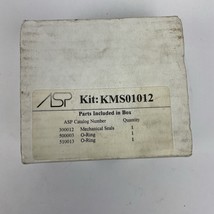 ASP Kit: KMS01012
Parts Included in Box
ASP Catalog Number Quantity
500012 Mechanical Seals 1
500005 O-Ring 1
510013 O-Ring 1